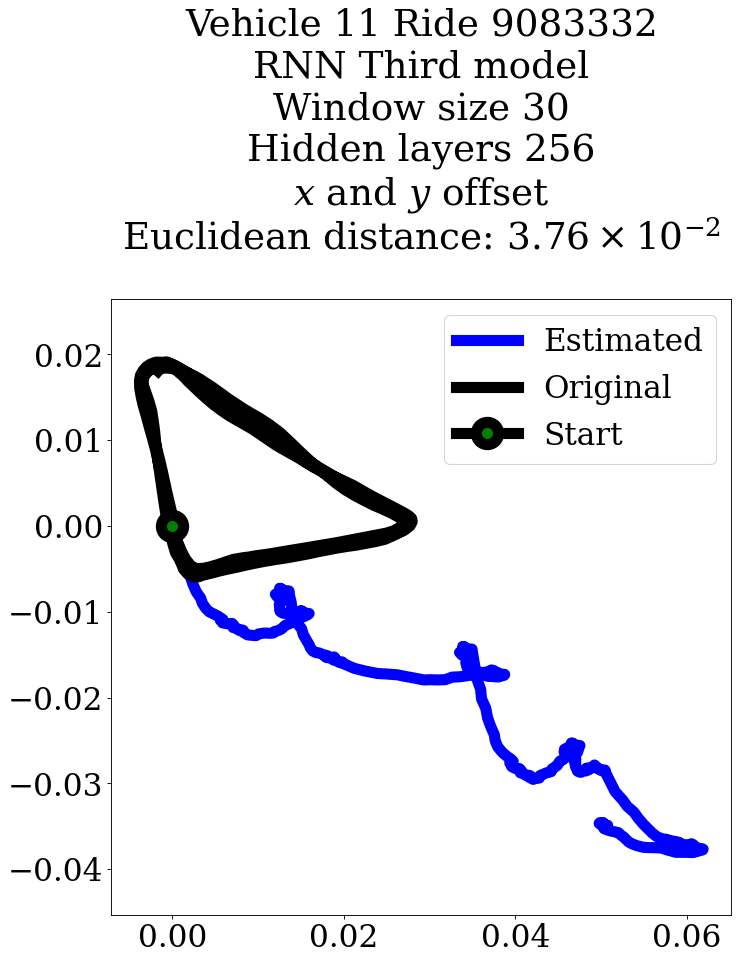 Vehicle 11 Ride 9083332
RNN Third model
Window size 30
Hidden layers 256
x and y offset
Euclidean distance: 3.76 × 10⁻²
Estimated
Original
Start
0.02
0.01
0.00
−0.01
−0.02
−0.03
−0.04
0.00 0.02 0.04 0.06